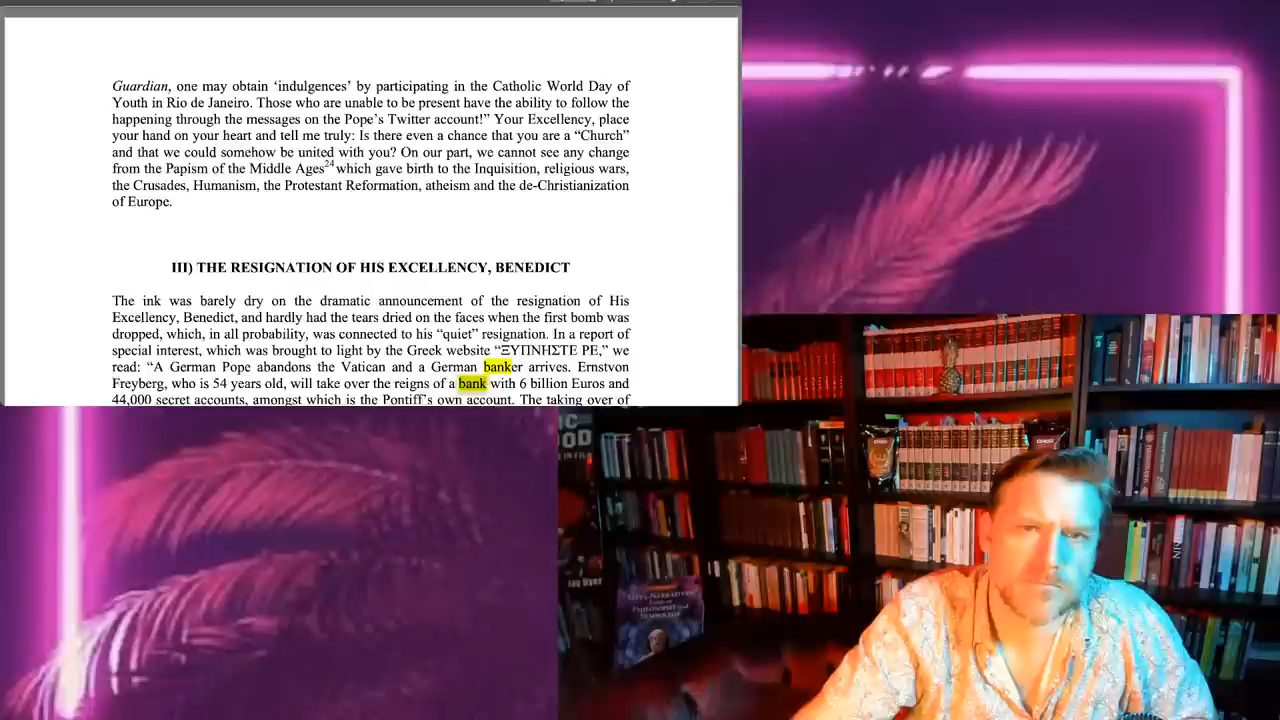 Guardian, one may obtain ‘indulgences’ by participating in the Catholic World Day of
Youth in Rio de Janeiro. Those who are unable to be present have the ability to follow the
happening through the messages on the Pope’s Twitter account!” Your Excellency, place
your hand on your heart and tell me truly: Is there even a chance that you are a “Church”
and that we could somehow be united with you? On our part, we cannot see any change
from the Papism of the Middle Ages24 which gave birth to the Inquisition, religious wars,
the Crusades, Humanism, the Protestant Reformation, atheism and the de-Christianization
of Europe.
III) THE RESIGNATION OF HIS EXCELLENCY, BENEDICT
The ink was barely dry on the dramatic announcement of the resignation of His
Excellency, Benedict, and hardly had the tears dried on the faces when the first bomb was
dropped, which, in all probability, was connected to his “quiet” resignation. In a report of
special interest, which was brought to light by the Greek website “ΞΥΠΝΗΣΤΕ ΡΕ,” we
read: “A German Pope abandons the Vatican and a German banker arrives. Ernstvon
Freyberg, who is 54 years old, will take over the reigns of a bank with 6 billion Euros and
44,000 secret accounts, amongst which is the Pontiff’s own account. The taking over of
Jay Dyer
PHILOSOPHY and